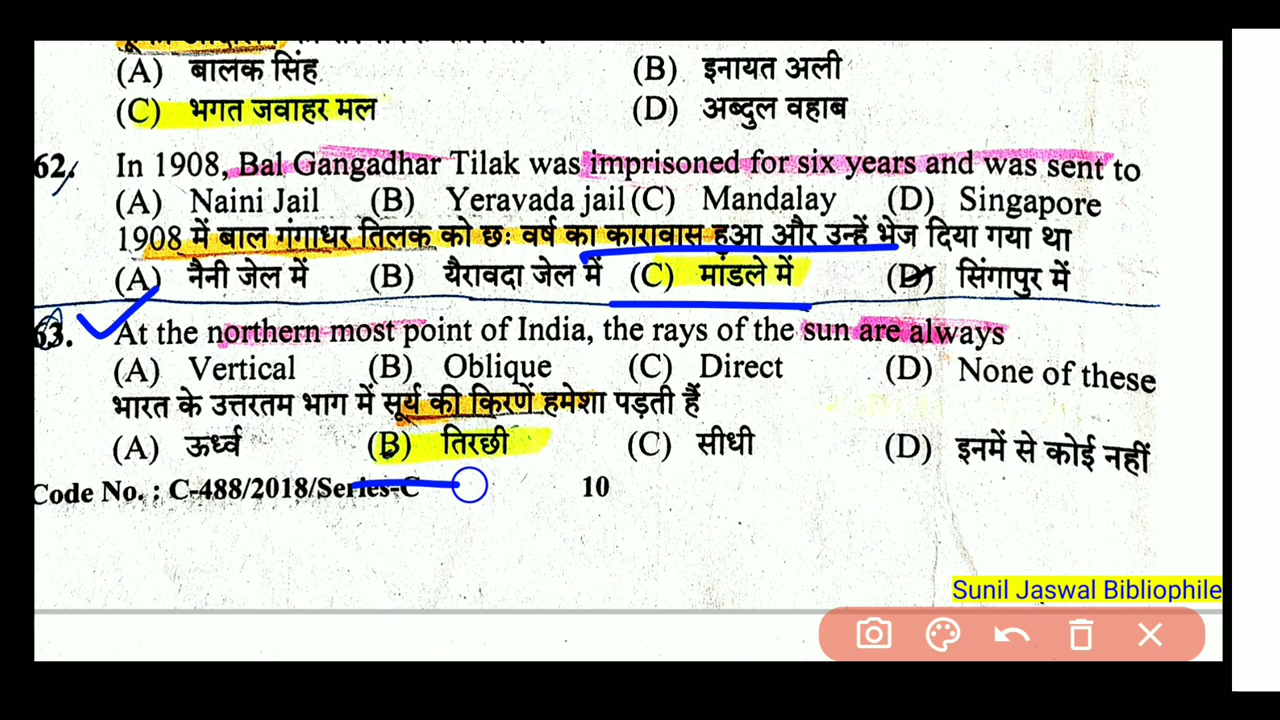 (A) बालक सिंह (B) इनायत अली
(C) भगत जवाहर मल (D) अब्दुल वहाब
62. In 1908, Bal Gangadhar Tilak was imprisoned for six years and was sent to
(A) Naini Jail (B) Yeravada jail (C) Mandalay (D) Singapore
1908 में बाल गंगाधर तिलक को छः वर्ष का कारावास हुआ और उन्हें भेज दिया गया था
(A) नैनी जेल में (B) यैरावदा जेल में (C) मांडले में (D) सिंगापुर में
63. At the northern most point of India, the rays of the sun are always
(A) Vertical (B) Oblique (C) Direct (D) None of these
भारत के उत्तरतम भाग में सूर्य की किरणें हमेशा पड़ती हैं
(A) ऊर्ध्व (B) तिरछी (C) सीधी (D) इनमें से कोई नहीं
Code No. : C-488/2018/Series-C 10
Sunil Jaswal Bibliophile